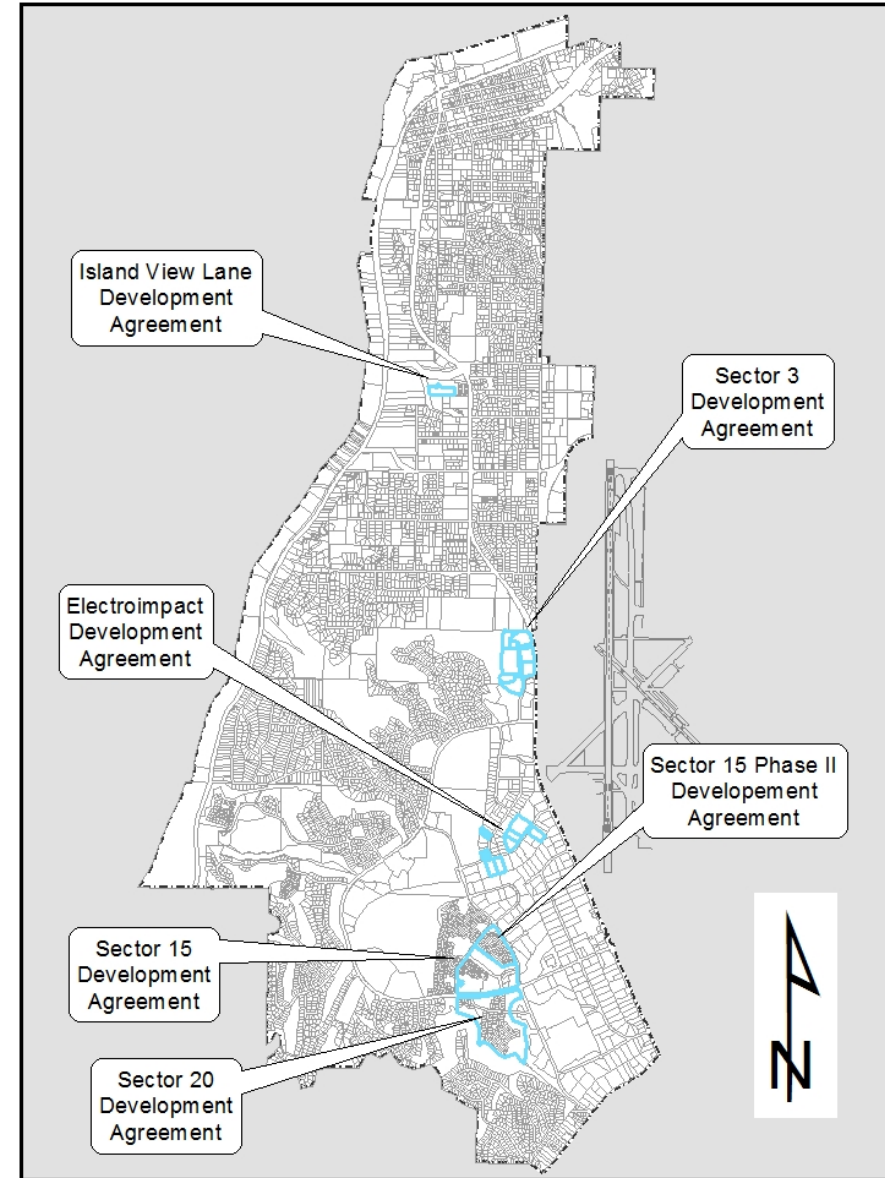 Island View Lane
Development
Agreement
Sector 3
Development
Agreement
Electroimpact
Development
Agreement
Sector 15 Phase II
Developement
Agreement
Sector 15
Development
Agreement
Sector 20
Development
Agreement
N